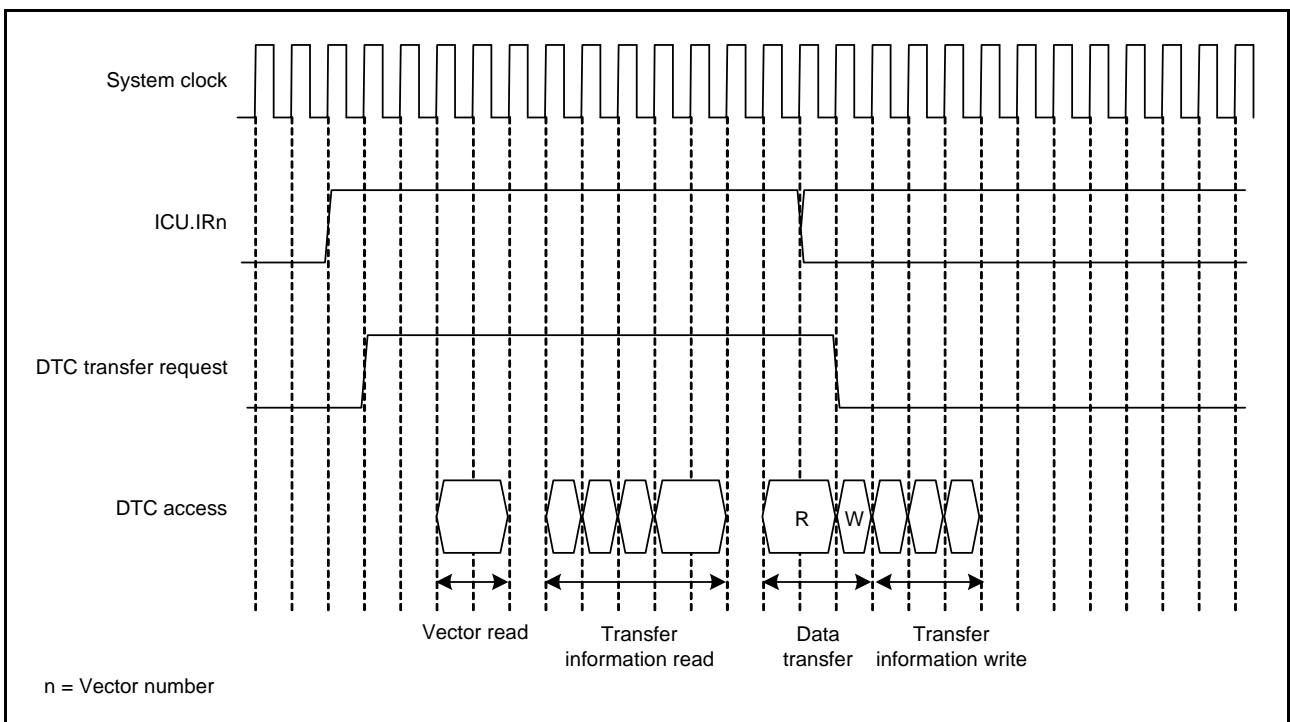 System clock
ICU.IRn
DTC transfer request
DTC access
R
W
Vector read
Transfer
information read
Data
transfer
Transfer
information write
n = Vector number